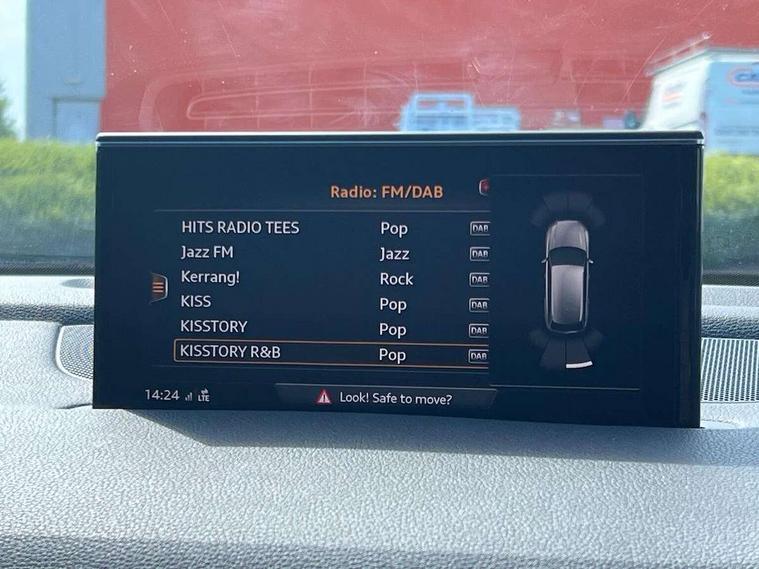 Radio: FM/DAB
HITS RADIO TEES Pop DAB
Jazz FM Jazz DAB
Kerrang! Rock DAB
KISS Pop DAB
KISSTORY Pop DAB
KISSTORY R&B Pop DAB
14:24 LTE Look! Safe to move?